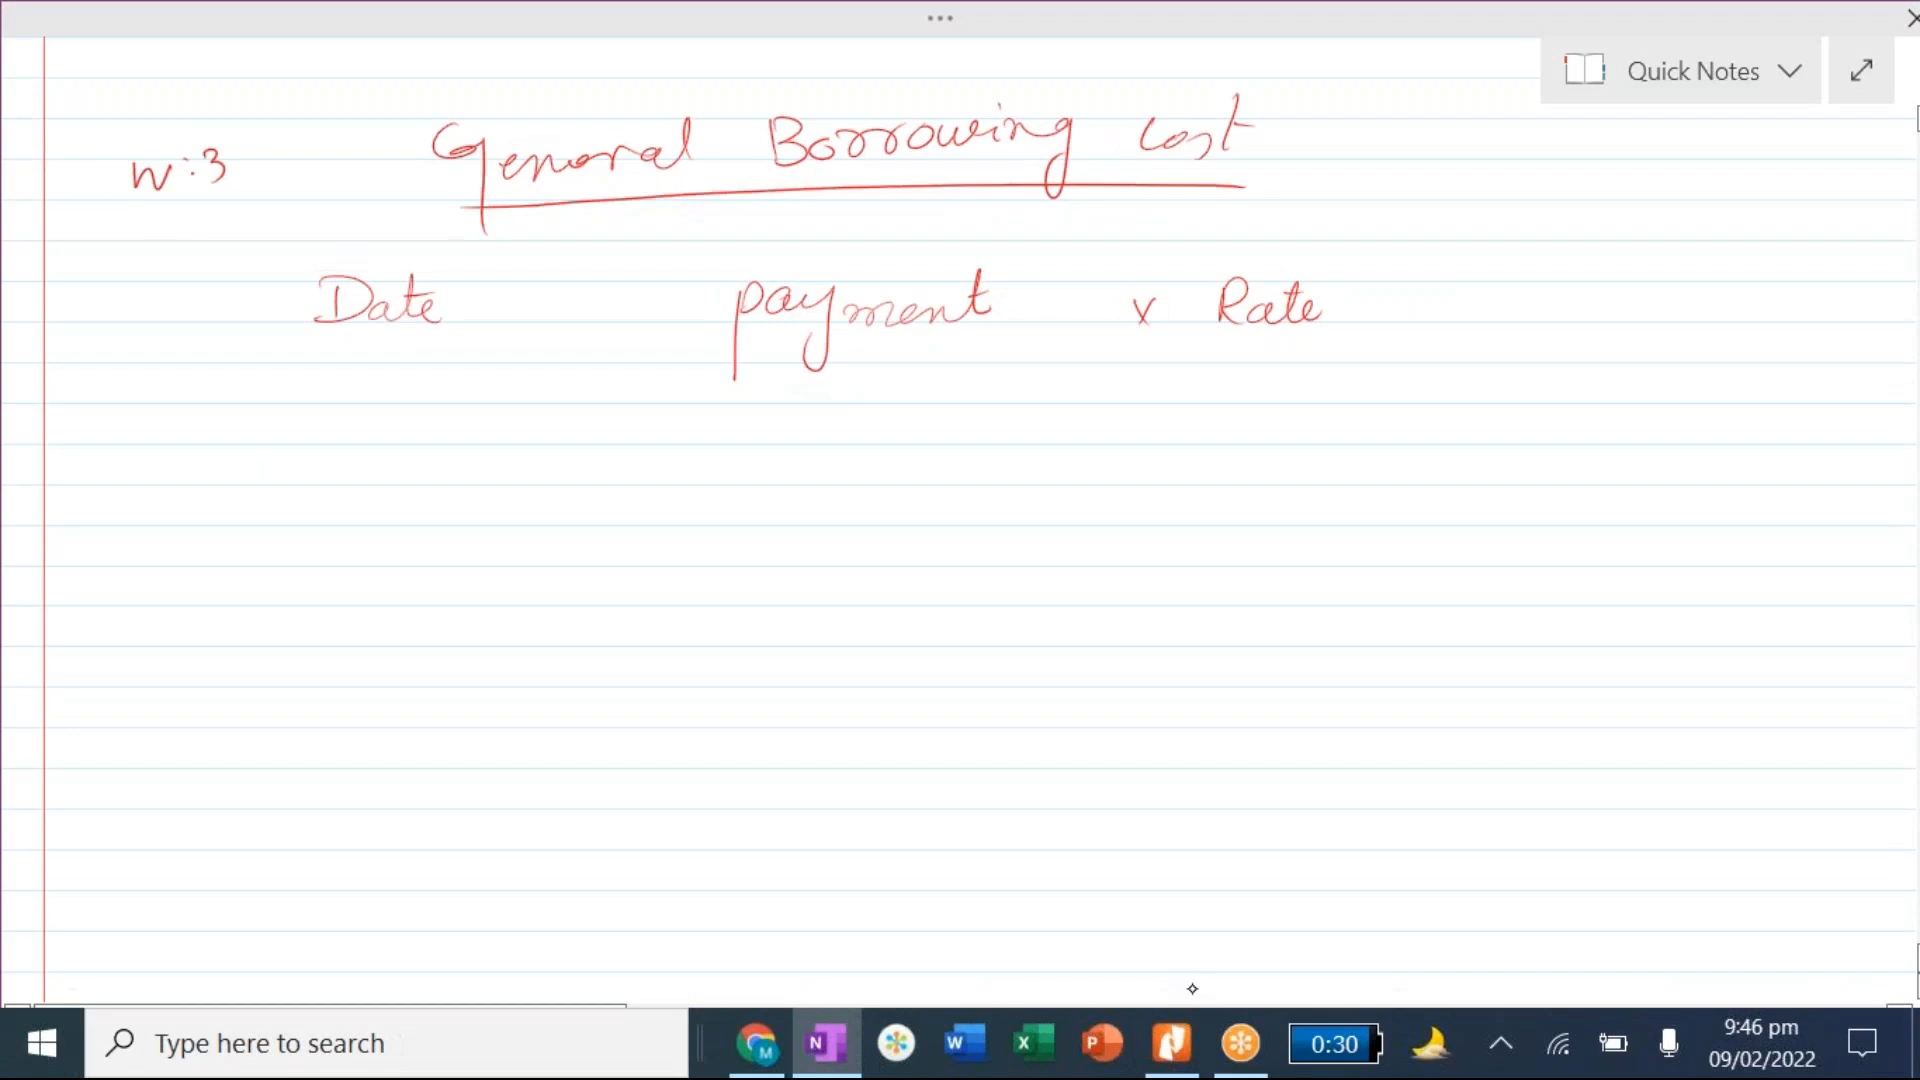 Quick Notes
W:3 General Borrowing Cost
Date payment x Rate
Type here to search
0:30
9:46 pm
09/02/2022